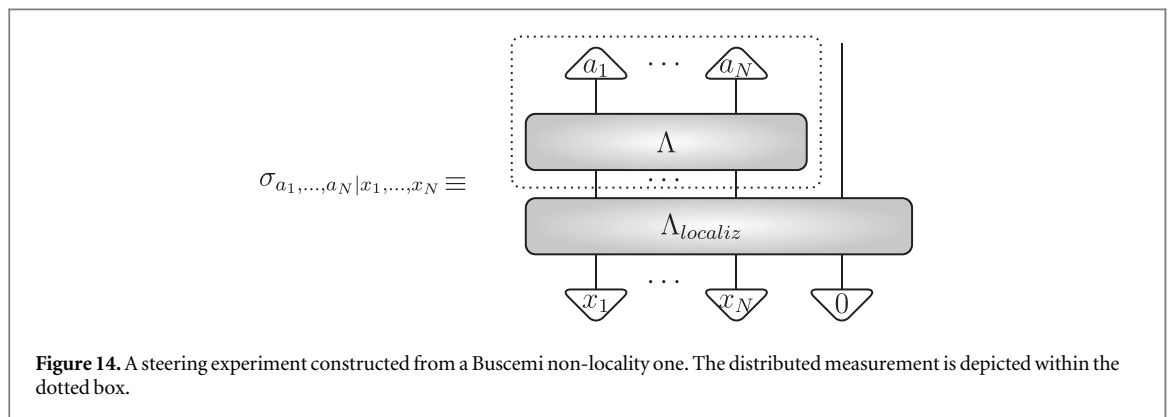 a_1 ··· a_N
Λ
···
σ_{a_1,...,a_N|x_1,...,x_N} ≡
Λ_{localiz}
···
x_1 x_N 0
Figure 14. A steering experiment constructed from a Buscemi non-locality one. The distributed measurement is depicted within the
dotted box.